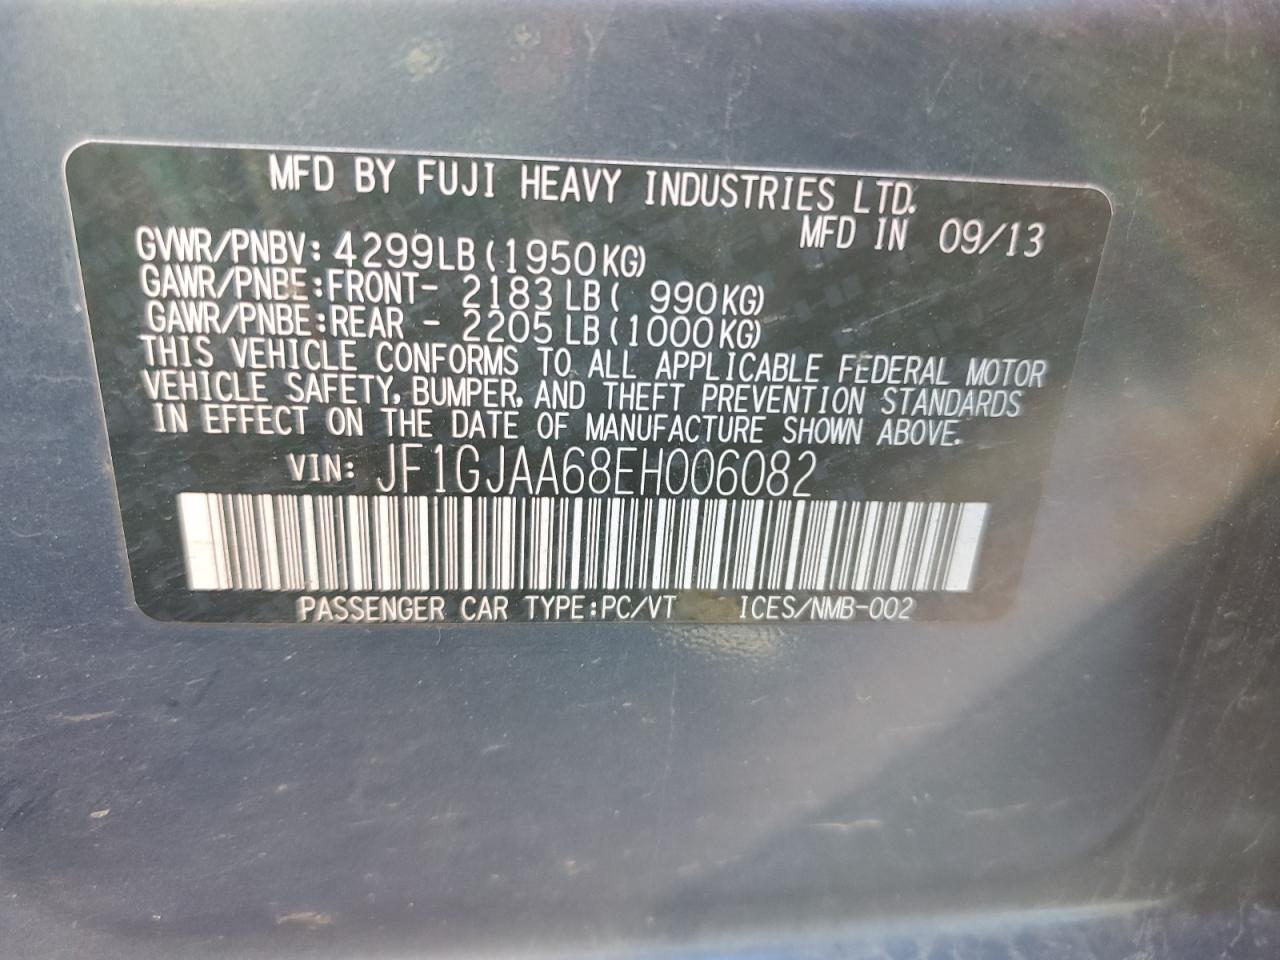 MFD BY FUJI HEAVY INDUSTRIES LTD.
MFD IN 09/13
GVWR/PNBV: 4299LB (1950KG)
GAWR/PNBE:FRONT- 2183 LB ( 990KG)
GAWR/PNBE:REAR - 2205 LB (1000KG)
THIS VEHICLE CONFORMS TO ALL APPLICABLE FEDERAL MOTOR
VEHICLE SAFETY, BUMPER, AND THEFT PREVENTION STANDARDS
IN EFFECT ON THE DATE OF MANUFACTURE SHOWN ABOVE.
VIN: JF1GJAA68EH006082
PASSENGER CAR TYPE:PC/VT ICES/NMB-002